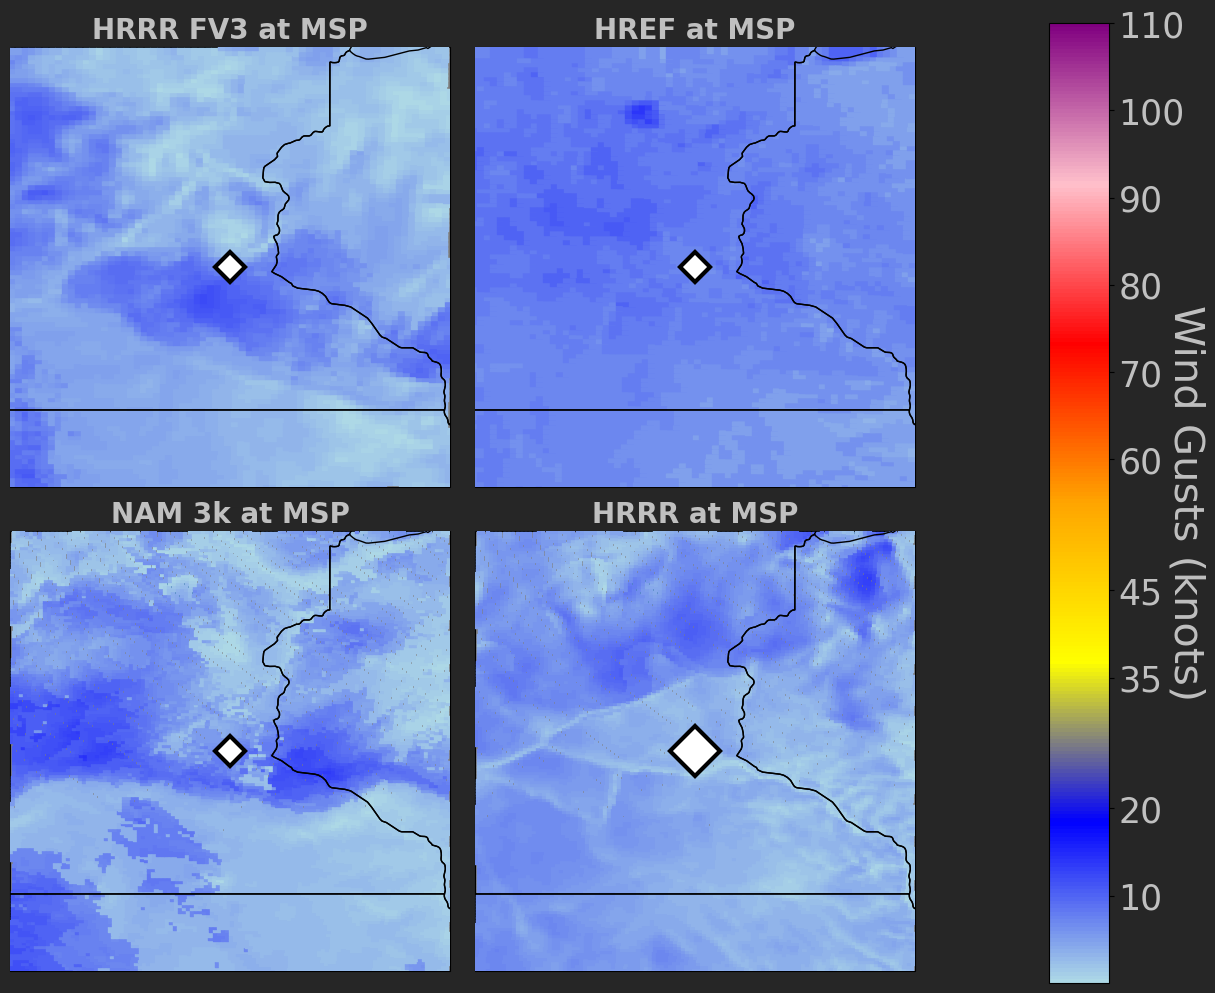 HRRR FV3 at MSP
HREF at MSP
NAM 3k at MSP
HRRR at MSP
110
100
90
80
70
60
45
35
20
10
Wind Gusts (knots)